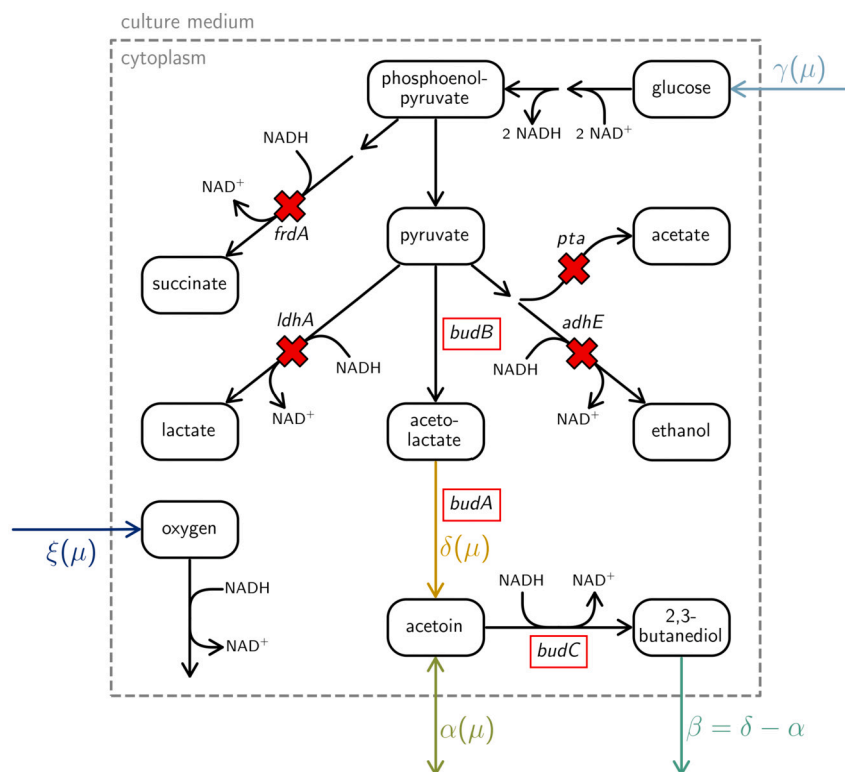 culture medium
cytoplasm
phosphoenol-
pyruvate
glucose
γ(μ)
2 NADH
2 NAD⁺
NADH
NAD⁺
frdA
succinate
pyruvate
pta
acetate
ldhA
NADH
NAD⁺
lactate
budB
adhE
NADH
NAD⁺
ethanol
aceto-
lactate
budA
oxygen
ξ(μ)
δ(μ)
NADH
NAD⁺
acetoin
NADH
NAD⁺
budC
2,3-
butanediol
α(μ)
β = δ − α